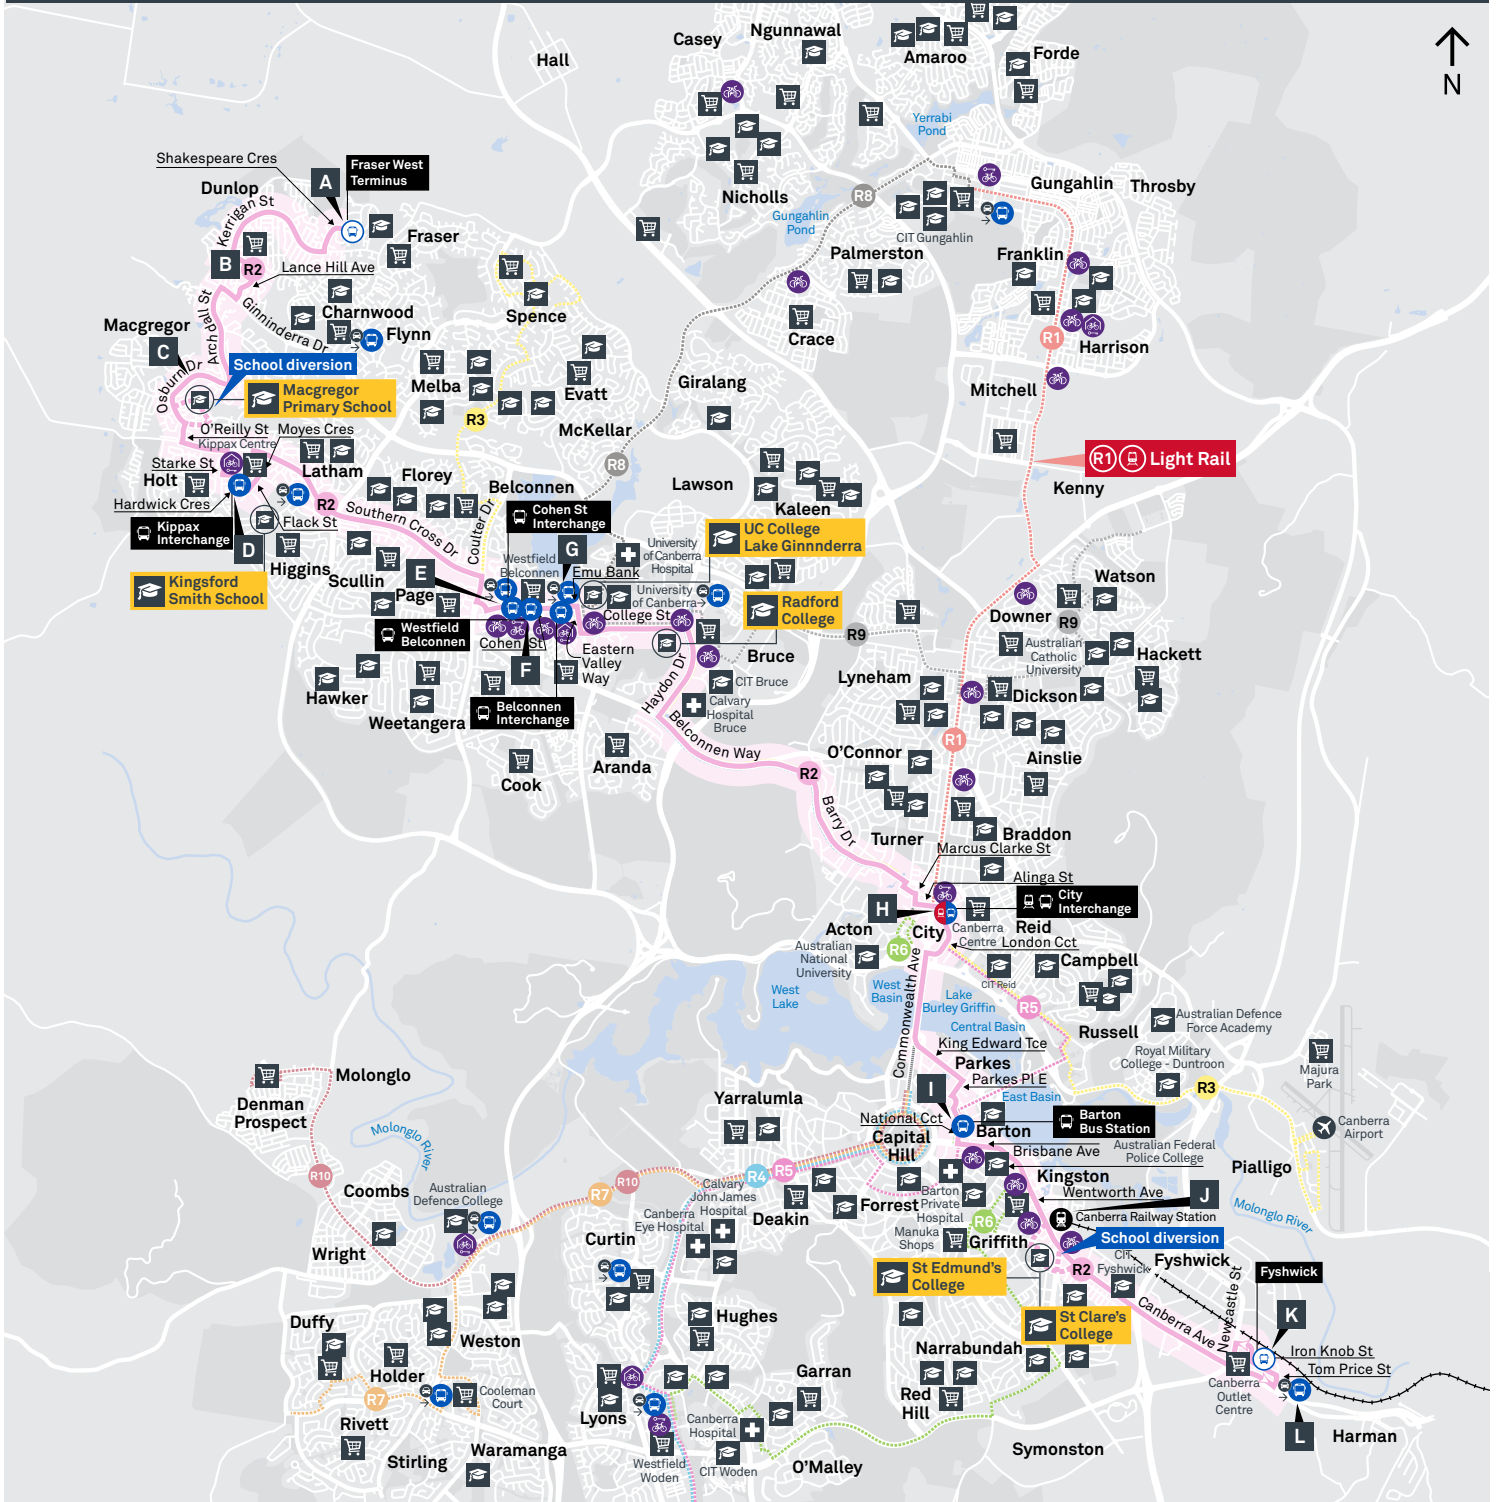 Hall
Casey
Ngunnawal
Amaroo
Forde
N
Yerrabi
Pond
Shakespeare Cres
A
Fraser West
Terminus
Dunlop
Kerrigan St
Fraser
B
R2
Lance Hill Ave
Nicholls
R8
Gungahlin
Pond
CIT Gungahlin
Gungahlin
Throsby
Palmerston
Franklin
Ginninderra Dr
Charnwood
Flynn
Spence
Crace
R1
Harrison
Macgregor
C
Archdall St
School diversion
Osburn Dr
Macgregor
Primary School
Melba
Evatt
Giralang
Mitchell
R3
McKellar
O'Reilly St
Kippax Centre
Moyes Cres
R8
R1
Light Rail
Starke St
Holt
Latham
Florey
Belconnen
Lawson
Kaleen
Kenny
Hardwick Cres
R2
Southern Cross Dr
Coulter Dr
Cohen St
Interchange
Kippax
Interchange
Flack St
D
Higgins
UC College
Lake Ginnnderra
Kingsford
Smith School
Scullin
Page
E
Westfield
Belconnen
G
Emu Bank
University
of Canberra
Hospital
University
of Canberra
Radford
College
Watson
Downer
R9
Westfield
Belconnen
Cohen St
College St
Eastern
Valley
Way
F
R9
Australian
Catholic
University
Hackett
Bruce
Hawker
Weetangera
Belconnen
Interchange
Haydon Dr
CIT Bruce
Calvary
Hospital
Bruce
Lyneham
Dickson
Belconnen Way
R1
Cook
Aranda
R2
O'Connor
Ainslie
Barry Dr
Turner
Braddon
Marcus Clarke St
Alinga St
H
City
Interchange
Acton
City
Canberra
Centre
Reid
London Cct
R6
Australian
National
University
Campbell
CIT Reid
West
Lake
West
Basin
Commonwealth Ave
Lake
Burley Griffin
R5
Central Basin
Russell
Australian Defence
Force Academy
King Edward Tce
Parkes
Royal Military
College - Duntroon
Majura
Park
Molonglo
Parkes Pl E
R3
I
East Basin
Denman
Prospect
Yarralumla
National Cct
Barton
Bus Station
Canberra
Airport
Molonglo
River
Capital
Hill
Barton
Brisbane Ave
Australian Federal
Police College
Pialligo
R10
Coombs
Australian
Defence College
R7
R10
R4
R5
Calvary
John James
Hospital
Canberra
Eye Hospital
Deakin
Forrest
Barton
Private
Hospital
Kingston
Wentworth Ave
J
Canberra Railway Station
Molonglo River
Manuka
Shops
R6
Griffith
School diversion
Wright
Curtin
R2
CIT
Fyshwick
Fyshwick
Fyshwick
St Edmund's
College
Newcastle St
K
Duffy
Weston
Hughes
St Clare's
College
Canberra Ave
Iron Knob St
Tom Price St
Holder
Narrabundah
Garran
R7
Cooleman
Court
Red
Hill
Canberra
Outlet
Centre
Rivett
Lyons
Canberra
Hospital
L
Harman
Stirling
Waramanga
Westfield
Woden
CIT Woden
O'Malley
Symonston